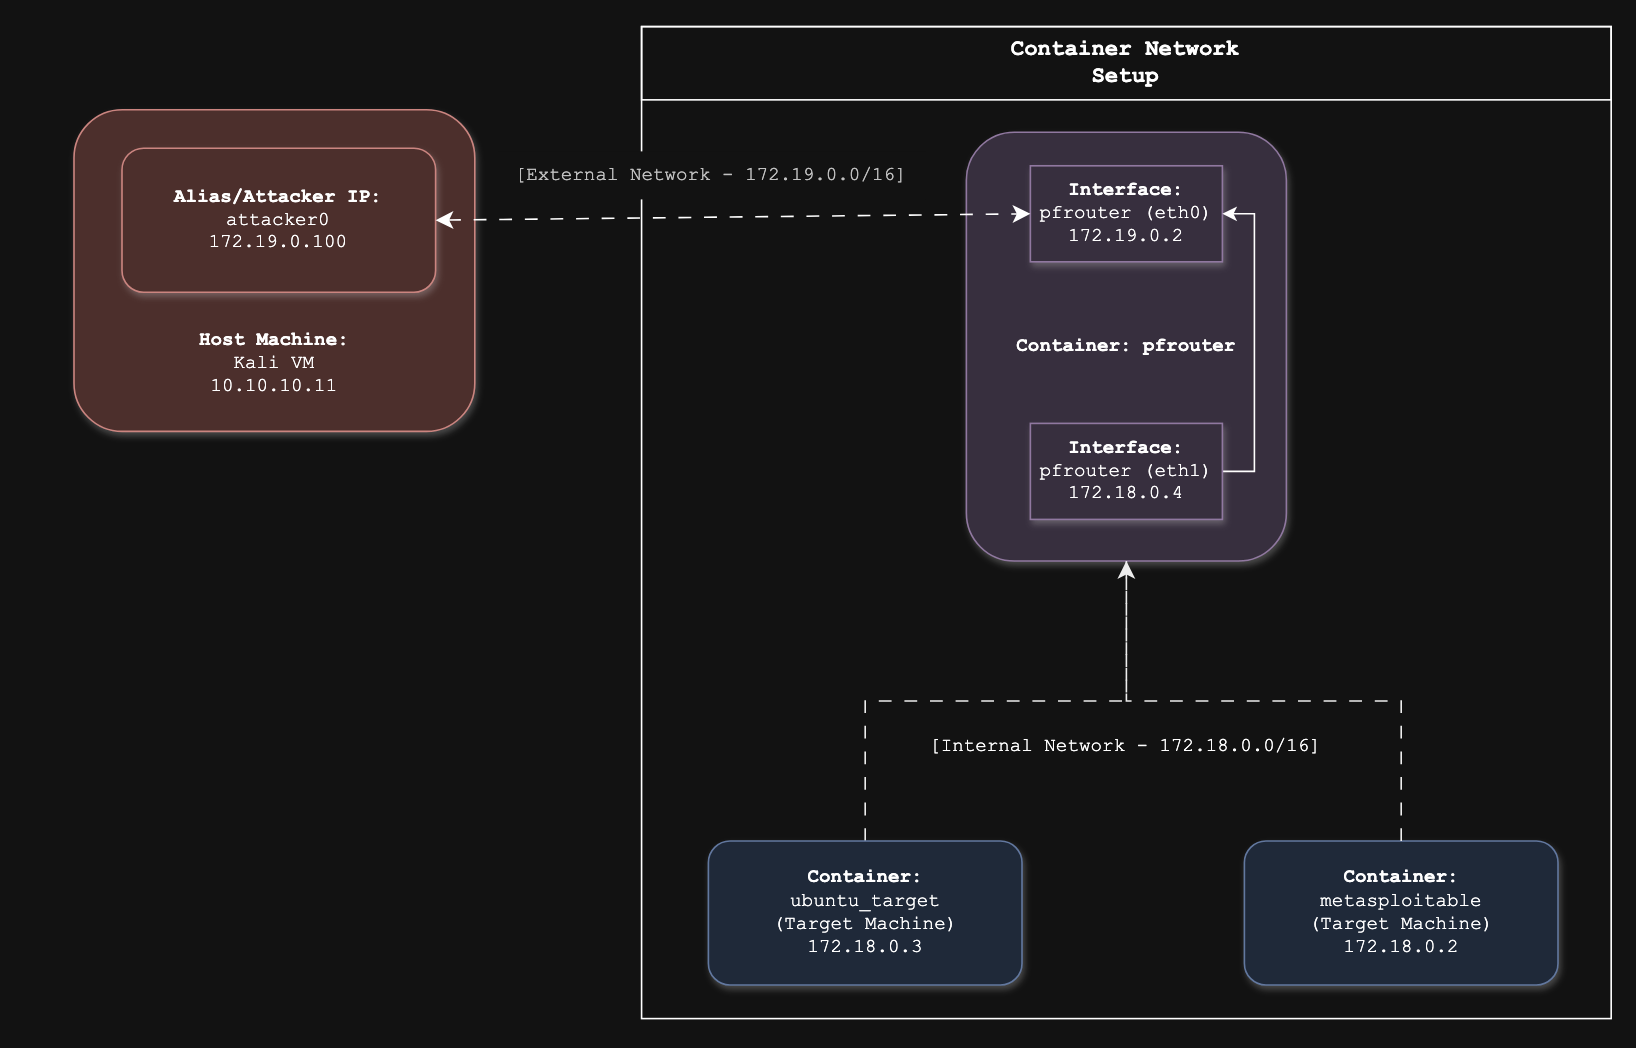 Container Network
Setup
[External Network - 172.19.0.0/16]
Alias/Attacker IP:
attacker0
172.19.0.100
Host Machine:
Kali VM
10.10.10.11
Interface:
pfrouter (eth0)
172.19.0.2
Container: pfrouter
Interface:
pfrouter (eth1)
172.18.0.4
[Internal Network - 172.18.0.0/16]
Container:
ubuntu_target
(Target Machine)
172.18.0.3
Container:
metasploitable
(Target Machine)
172.18.0.2